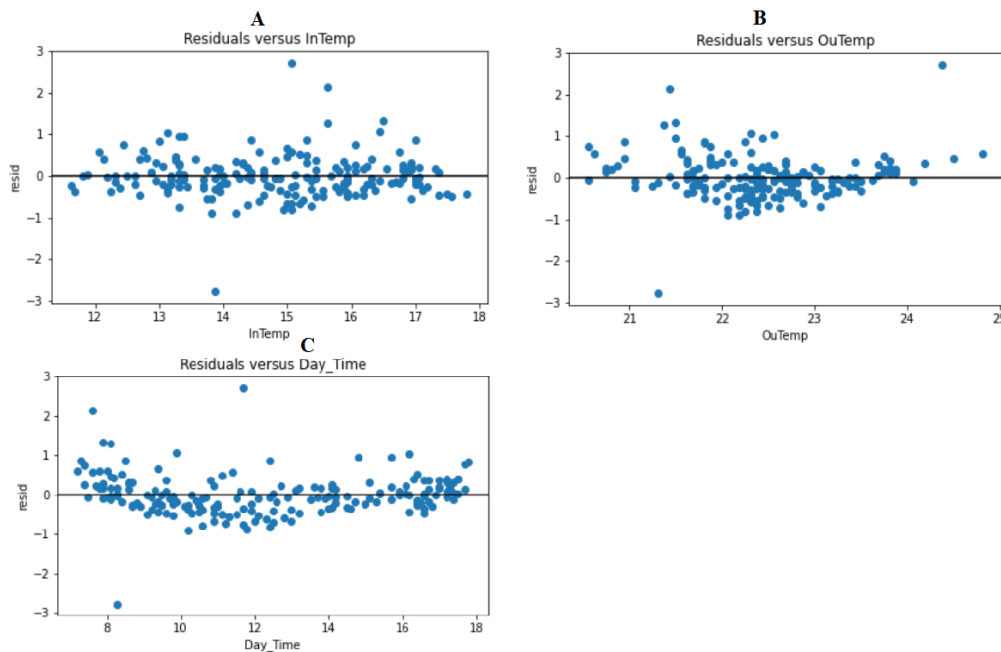 A
Residuals versus InTemp
3
2
1
0
−1
−2
−3
resid
12 13 14 15 16 17 18
InTemp
B
Residuals versus OuTemp
3
2
1
0
−1
−2
−3
resid
21 22 23 24 25
OuTemp
C
Residuals versus Day_Time
3
2
1
0
−1
−2
−3
resid
8 10 12 14 16 18
Day_Time